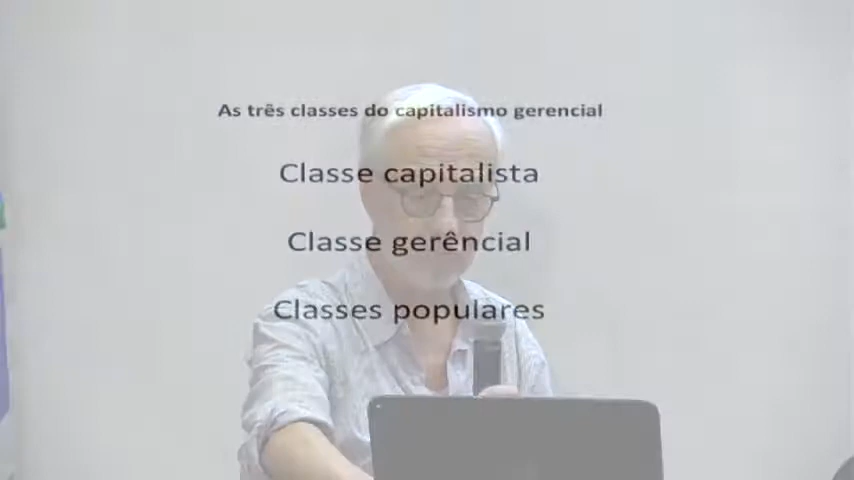 As três classes do capitalismo gerencial
Classe capitalista
Classe gerêncial
Classes populares